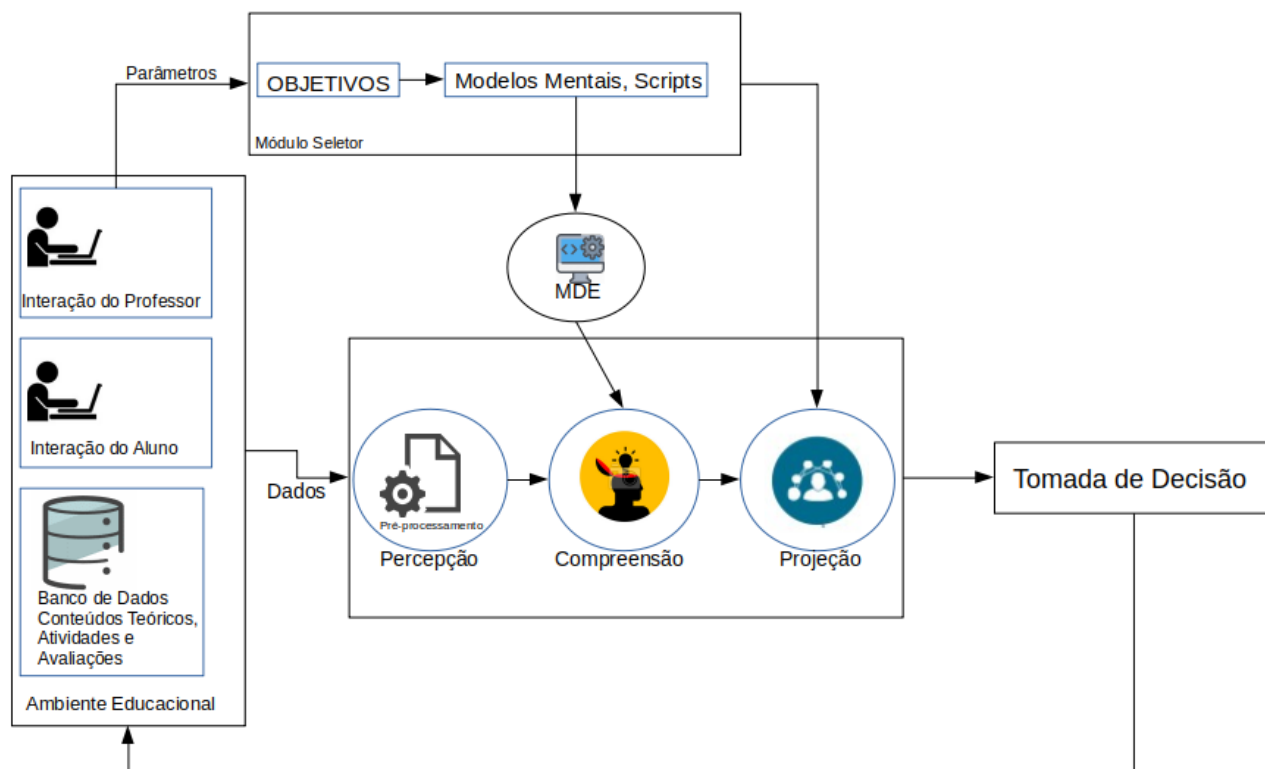 Parâmetros
OBJETIVOS
Modelos Mentais, Scripts
Módulo Seletor
MDE
Interação do Professor
Interação do Aluno
Banco de Dados
Conteúdos Teóricos,
Atividades e
Avaliações
Ambiente Educacional
Dados
Pré-processamento
Percepção
Compreensão
Projeção
Tomada de Decisão